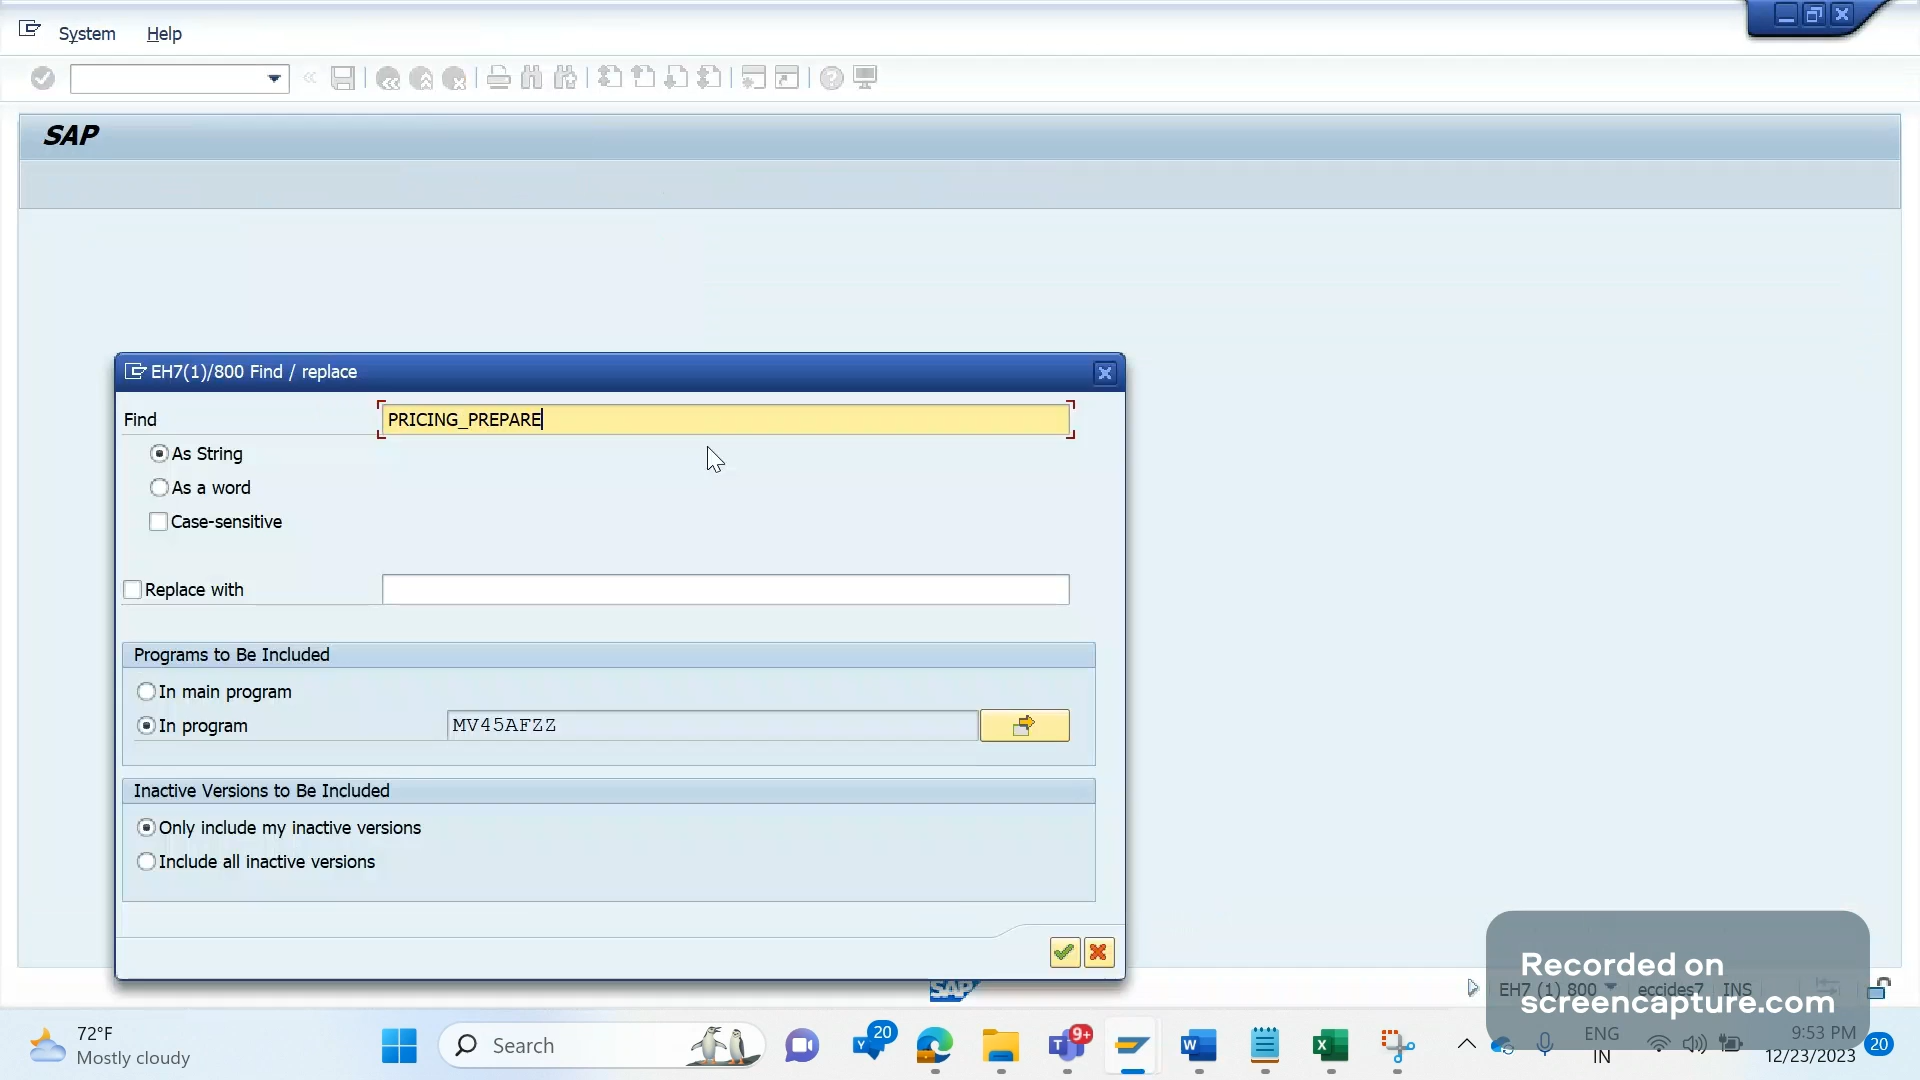 System Help
SAP
EH7(1)/800 Find / replace
Find PRICING_PREPARE
As String
As a word
Case-sensitive
Replace with
Programs to Be Included
In main program
In program MV45AFZZ
Inactive Versions to Be Included
Only include my inactive versions
Include all inactive versions
SAP
EH7 (1) 800 eccides7 INS
Recorded on
screencapture.com
72°F
Mostly cloudy
Search
20
9+
ENG
IN
9:53 PM
12/23/2023
20